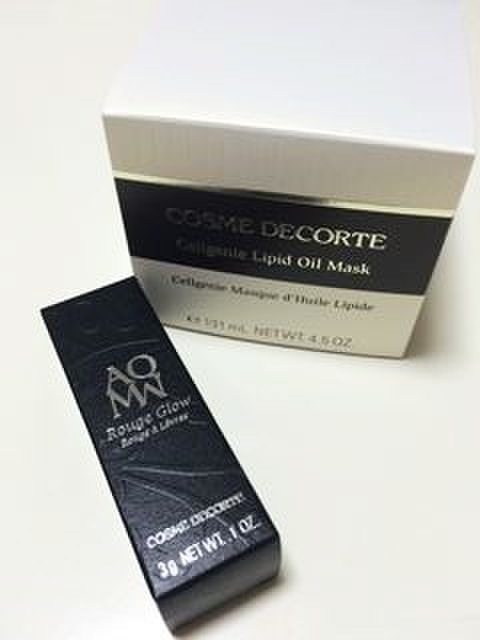 COSME DECORTE
Cellgenie Lipid Oil Mask
Cellgenie Masque d'Huile Lipide
131 mL NET WT. 4.5 OZ.
AQ
MW
Rouge Glow
Rouge à Lèvres
COSME DECORTE
3g NET WT. .1 OZ.